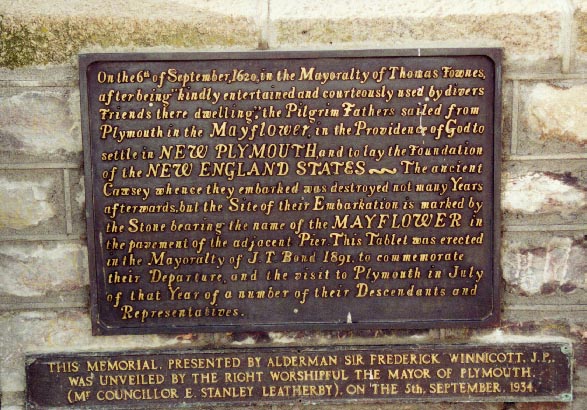 On the 6th of September, 1620, in the Mayoralty of Thomas Townes,
after being "kindly entertained and courteously used by divers
Friends there dwelling," the Pilgrim Fathers sailed from
Plymouth in the Mayflower, in the Providence of God to
settle in NEW PLYMOUTH, and to lay the Foundation
of the NEW ENGLAND STATES ~~ The ancient
Cawsey whence they embarked was destroyed not many Years
afterwards, but the Site of their Embarkation is marked by
the Stone bearing the name of the MAYFLOWER in
the pavement of the adjacent Pier. This Tablet was erected
in the Mayoralty of J. T. Bond 1891, to commemorate
their Departure, and the visit to Plymouth in July
of that Year of a number of their Descendants and
Representatives.
THIS MEMORIAL, PRESENTED BY ALDERMAN SIR FREDERICK WINNICOTT, J.P.,
WAS UNVEILED BY THE RIGHT WORSHIPFUL THE MAYOR OF PLYMOUTH,
(Mr COUNCILLOR E. STANLEY LEATHERBY), ON THE 5th, SEPTEMBER, 1934.